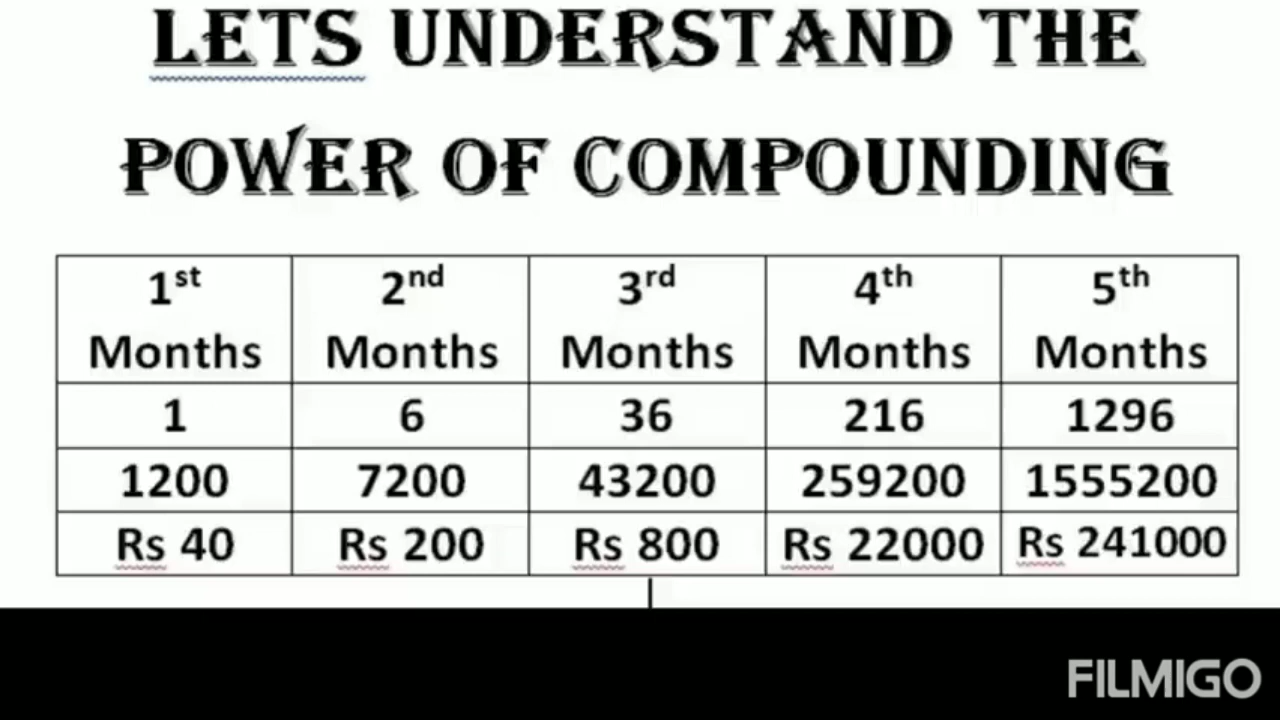 LETS UNDERSTAND THE
POWER OF COMPOUNDING
1st Months 2nd Months 3rd Months 4th Months 5th Months
1 6 36 216 1296
1200 7200 43200 259200 1555200
Rs 40 Rs 200 Rs 800 Rs 22000 Rs 241000
FILMIGO